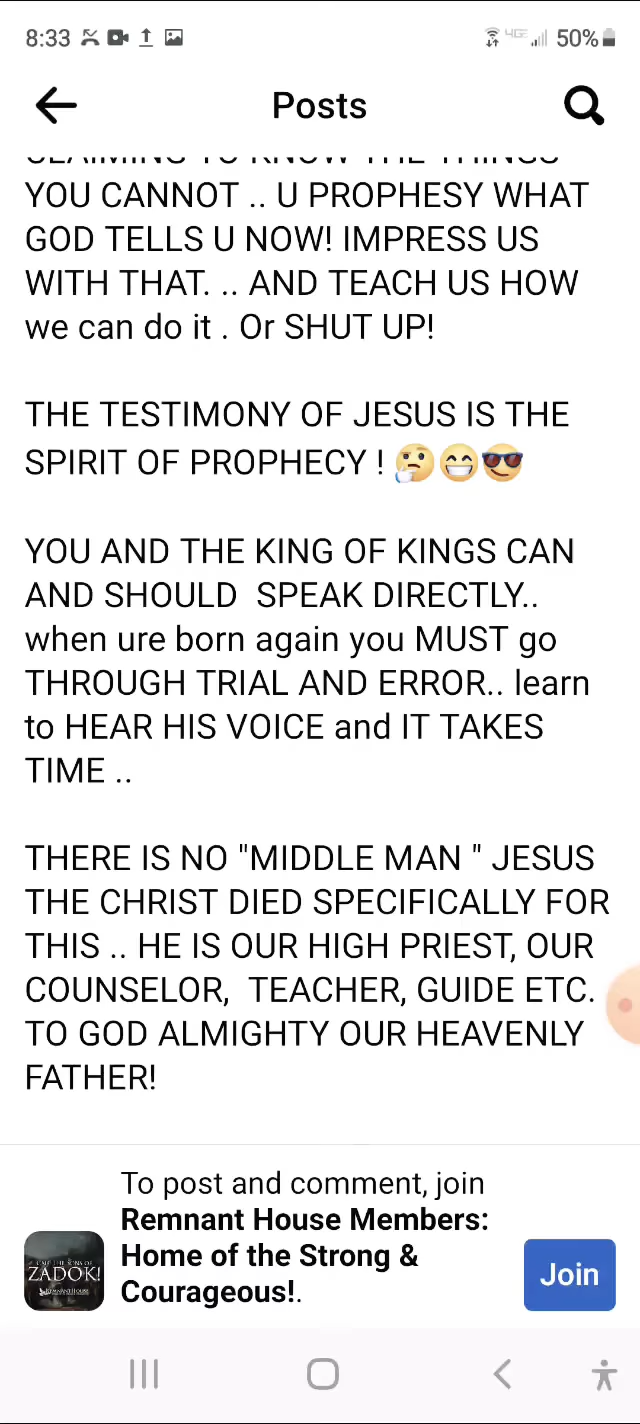 8:33
4GE
50%
Posts
YOU CANNOT .. U PROPHESY WHAT
GOD TELLS U NOW! IMPRESS US
WITH THAT. .. AND TEACH US HOW
we can do it . Or SHUT UP!
THE TESTIMONY OF JESUS IS THE
SPIRIT OF PROPHECY ! 🤔😁😎
YOU AND THE KING OF KINGS CAN
AND SHOULD  SPEAK DIRECTLY..
when ure born again you MUST go
THROUGH TRIAL AND ERROR.. learn
to HEAR HIS VOICE and IT TAKES
TIME ..
THERE IS NO "MIDDLE MAN " JESUS
THE CHRIST DIED SPECIFICALLY FOR
THIS .. HE IS OUR HIGH PRIEST, OUR
COUNSELOR,  TEACHER, GUIDE ETC.
TO GOD ALMIGHTY OUR HEAVENLY
FATHER!
To post and comment, join
Remnant House Members:
Home of the Strong &
Courageous!.
ZADOK!
REMNANT HOUSE
Join